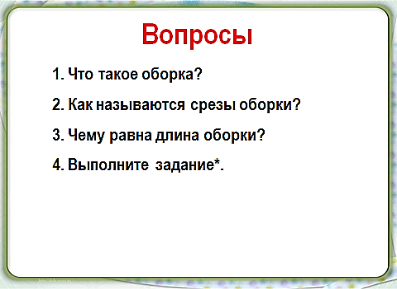 Вопросы
1. Что такое оборка?
2. Как называются срезы оборки?
3. Чему равна длина оборки?
4. Выполните задание*.